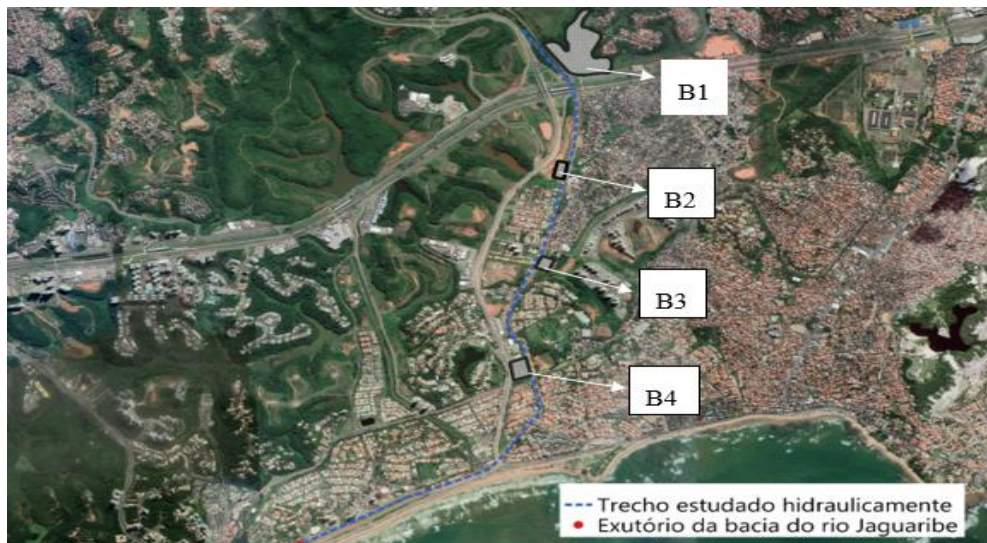 B1
B2
B3
B4
Trecho estudado hidraulicamente
Exutório da bacia do rio Jaguaribe